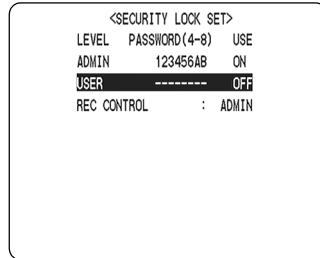 <SECURITY LOCK SET>
LEVEL PASSWORD(4-8) USE
ADMIN 123456AB ON
USER -------- OFF
REC CONTROL : ADMIN